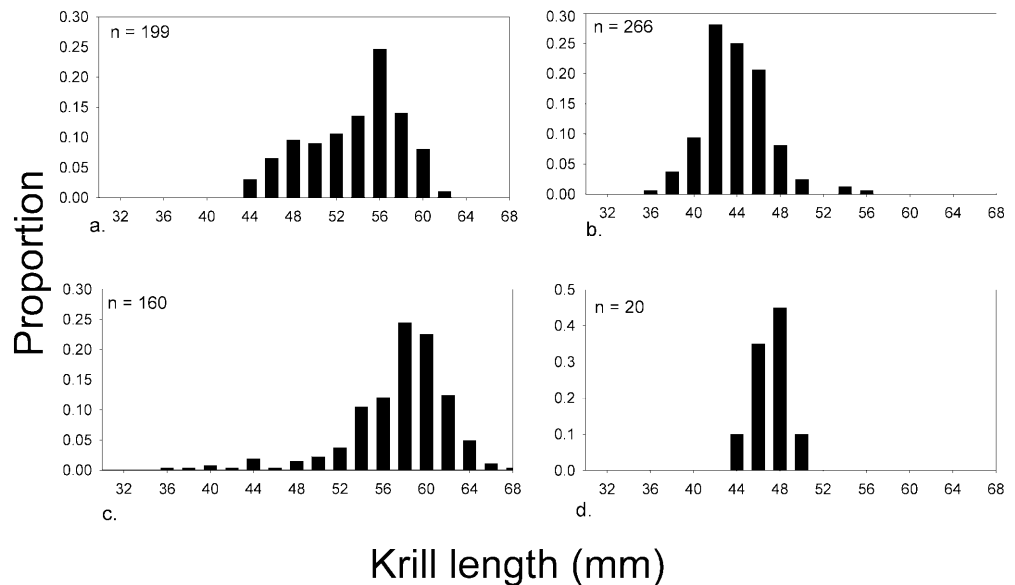 Proportion
n = 199
0.30
0.25
0.20
0.15
0.10
0.05
0.00
32 36 40 44 48 52 56 60 64 68
a.
n = 266
0.30
0.25
0.20
0.15
0.10
0.05
0.00
32 36 40 44 48 52 56 60 64 68
b.
n = 160
0.30
0.25
0.20
0.15
0.10
0.05
0.00
32 36 40 44 48 52 56 60 64 68
c.
n = 20
0.5
0.4
0.3
0.2
0.1
0.0
32 36 40 44 48 52 56 60 64 68
d.
Krill length (mm)